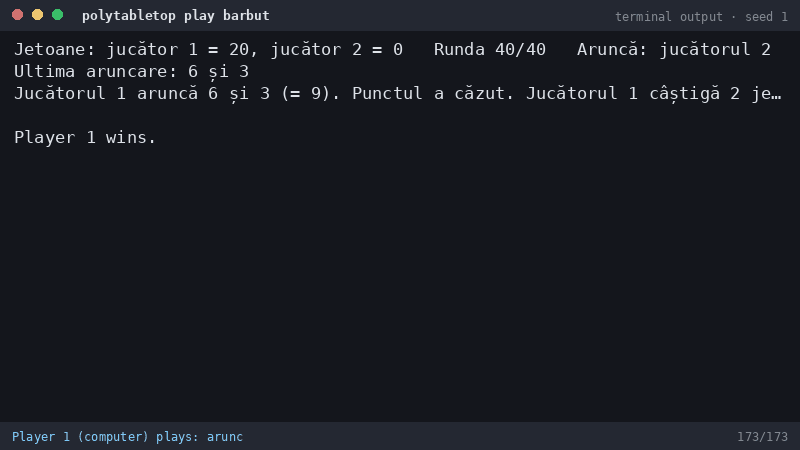 polytabletop play barbut
terminal output · seed 1
Jetoane: jucător 1 = 20, jucător 2 = 0   Runda 40/40   Aruncă: jucătorul 2
Ultima aruncare: 6 și 3
Jucătorul 1 aruncă 6 și 3 (= 9). Punctul a căzut. Jucătorul 1 câștigă 2 je…
Player 1 wins.
Player 1 (computer) plays: arunc
173/173